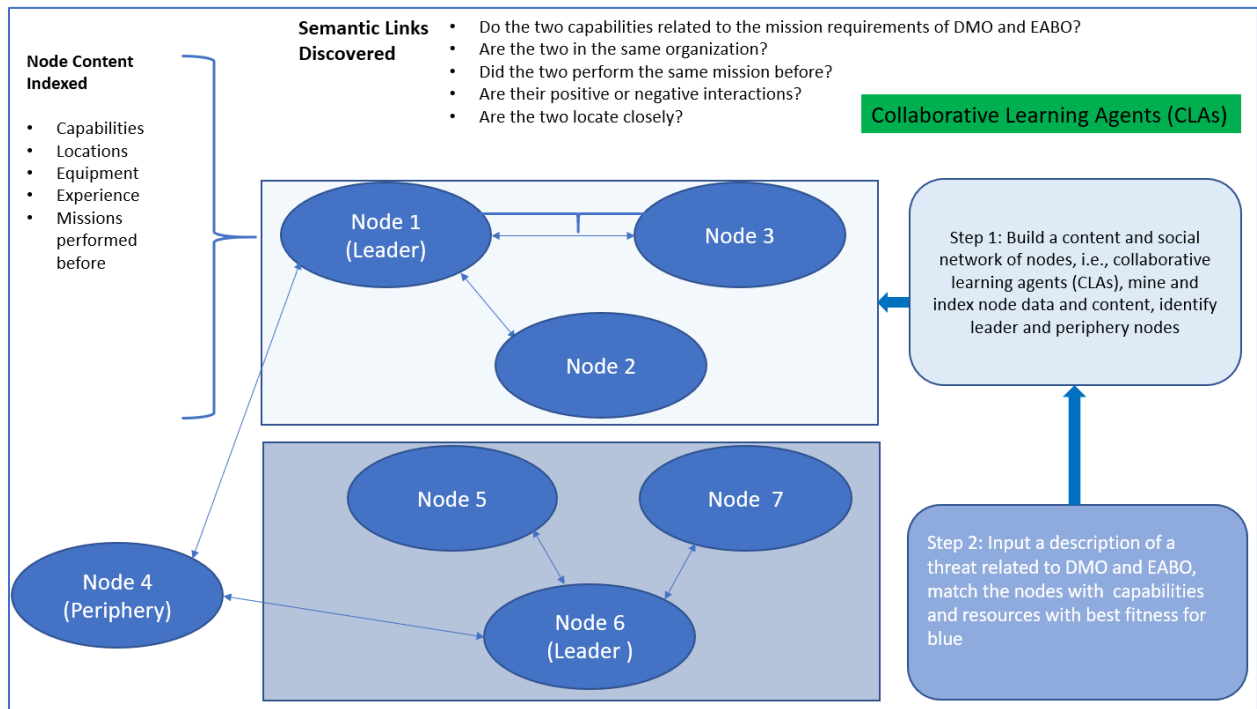 Semantic Links
Discovered
• Do the two capabilities related to the mission requirements of DMO and EABO?
• Are the two in the same organization?
• Did the two perform the same mission before?
• Are their positive or negative interactions?
• Are the two locate closely?
Node Content
Indexed
• Capabilities
• Locations
• Equipment
• Experience
• Missions
performed
before
Collaborative Learning Agents (CLAs)
Node 1
(Leader)
Node 3
Node 2
Step 1: Build a content and social
network of nodes, i.e., collaborative
learning agents (CLAs), mine and
index node data and content, identify
leader and periphery nodes
Node 5
Node 7
Node 4
(Periphery)
Node 6
(Leader )
Step 2: Input a description of a
threat related to DMO and EABO,
match the nodes with capabilities
and resources with best fitness for
blue